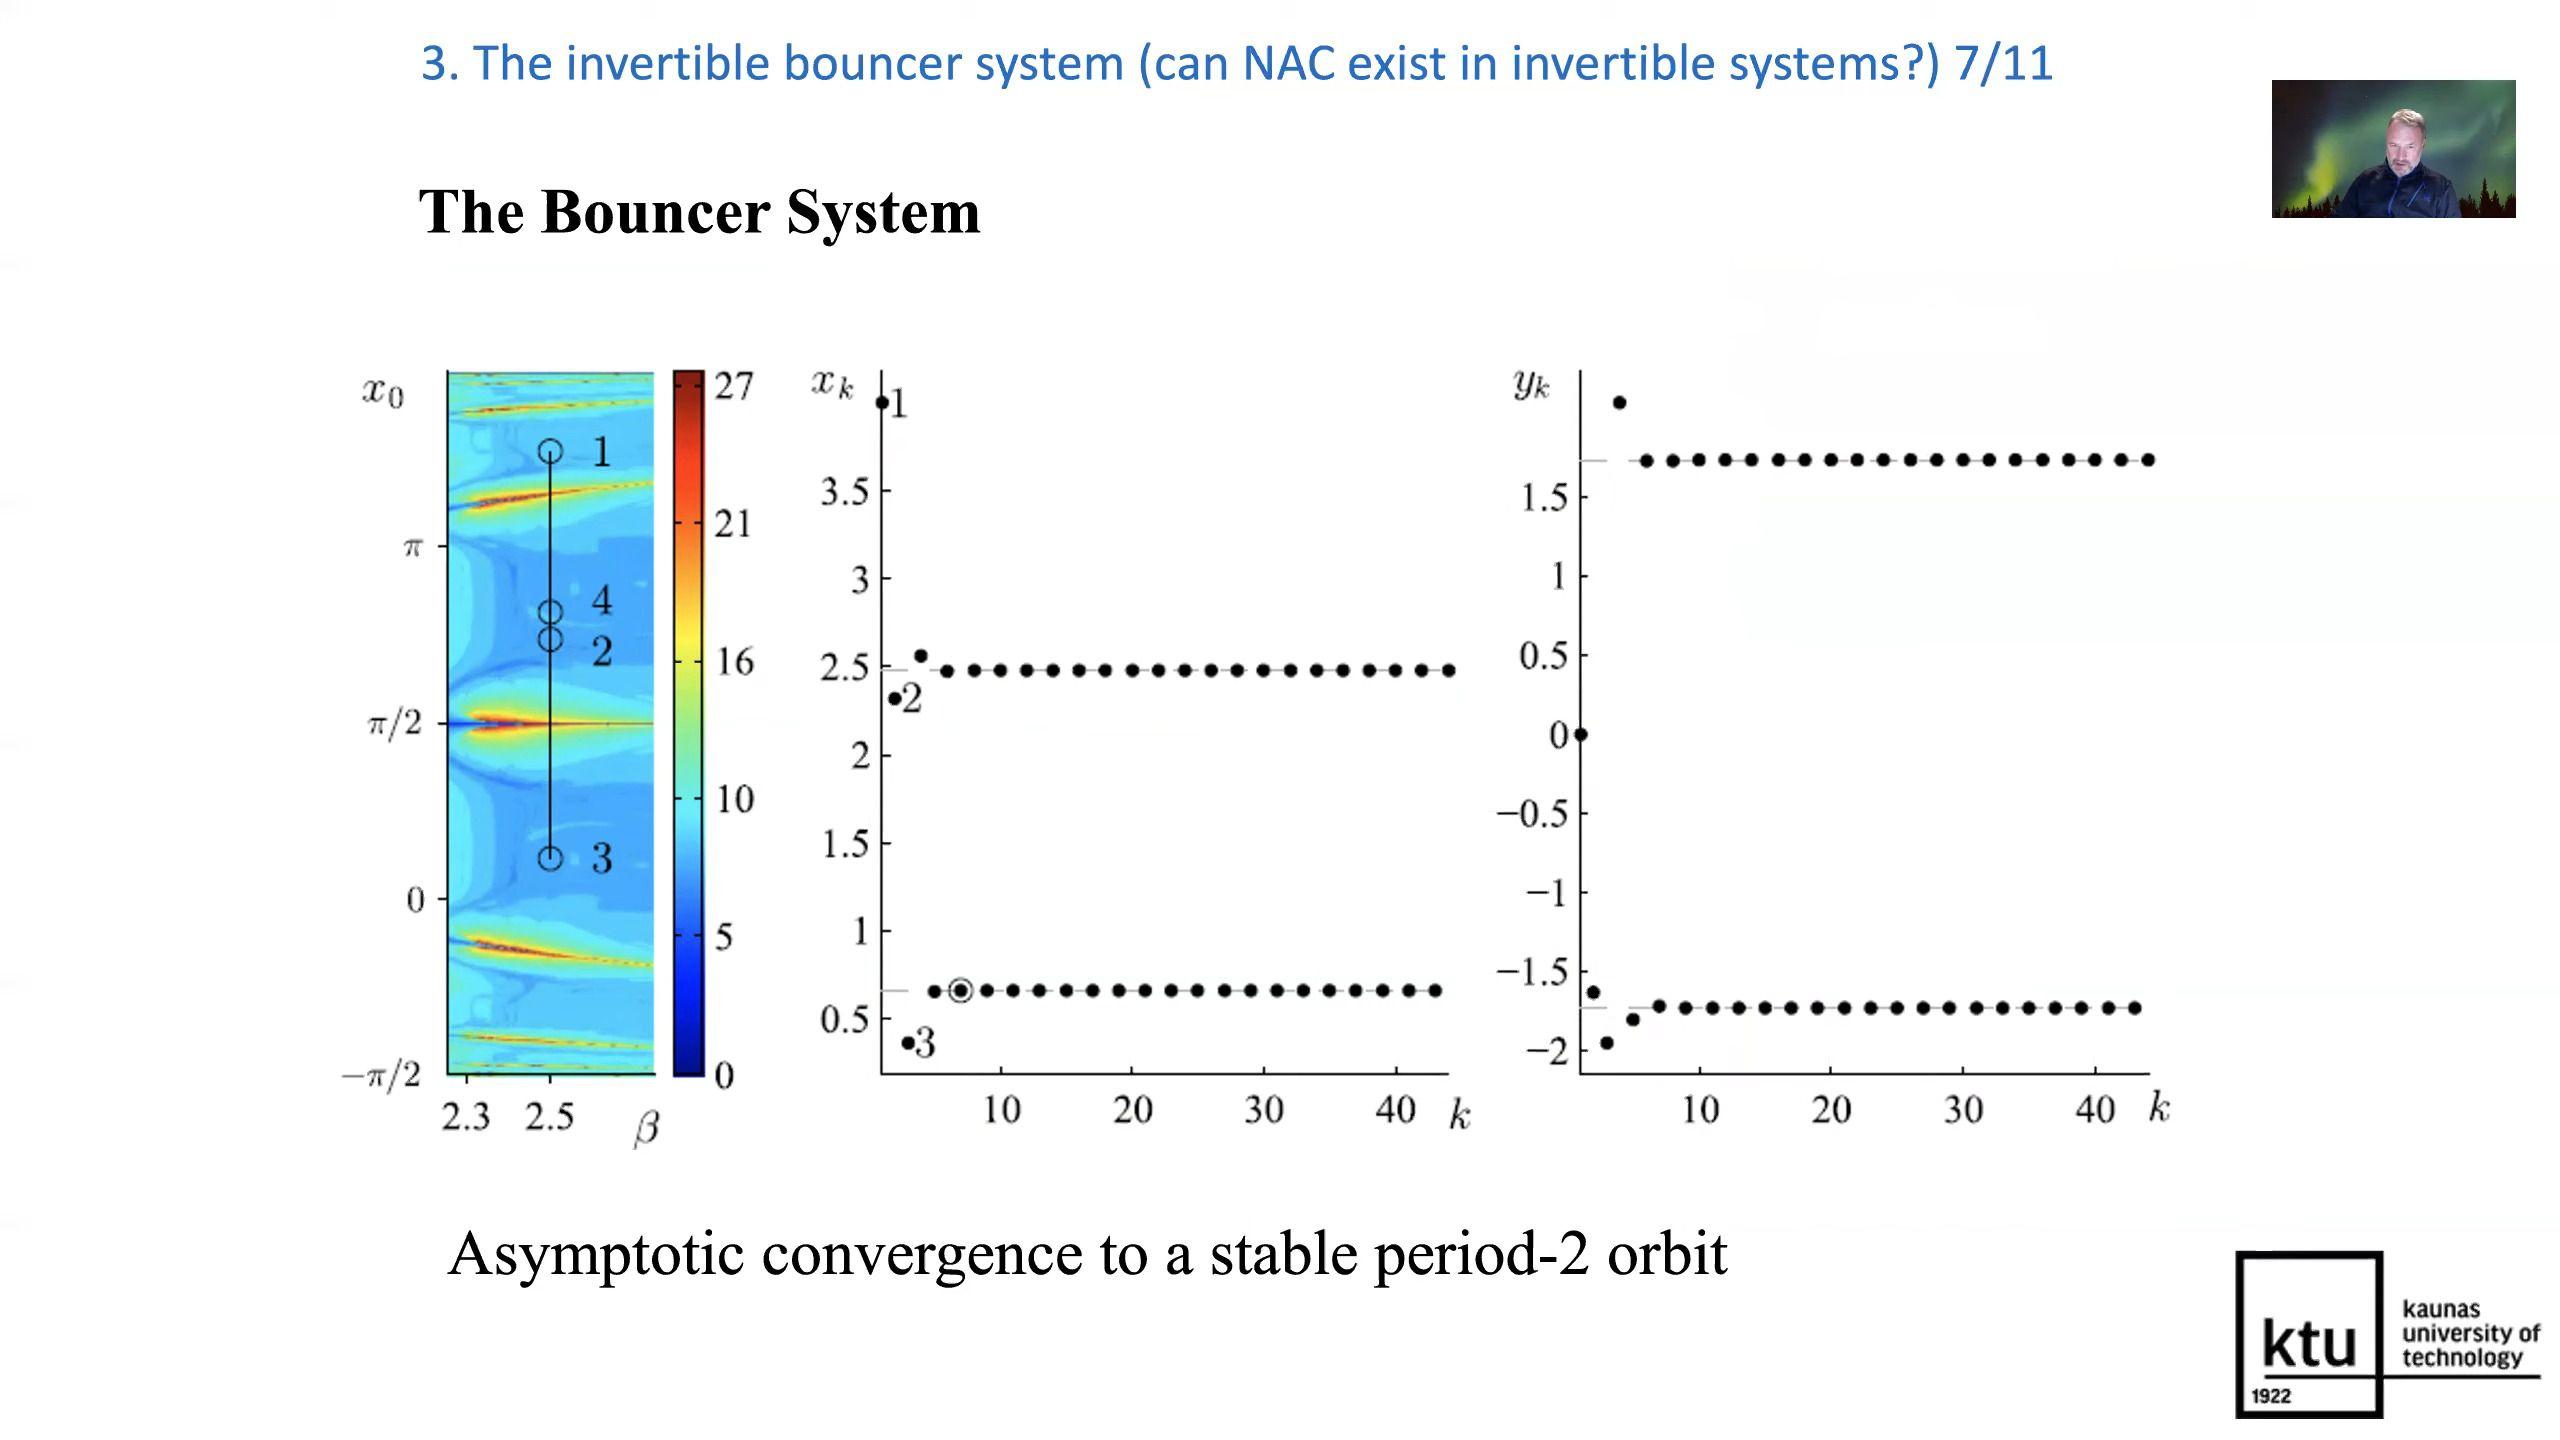 3. The invertible bouncer system (can NAC exist in invertible systems?) 7/11
The Bouncer System
x₀
π
π/2
0
−π/2
2.3
2.5
β
1
4
2
3
27
21
16
10
5
0
xₖ
3.5
3
2.5
2
1.5
1
0.5
1
2
3
10
20
30
40
k
yₖ
1.5
1
0.5
0
−0.5
−1
−1.5
−2
10
20
30
40
k
Asymptotic convergence to a stable period-2 orbit
ktu
1922
kaunas
university of
technology